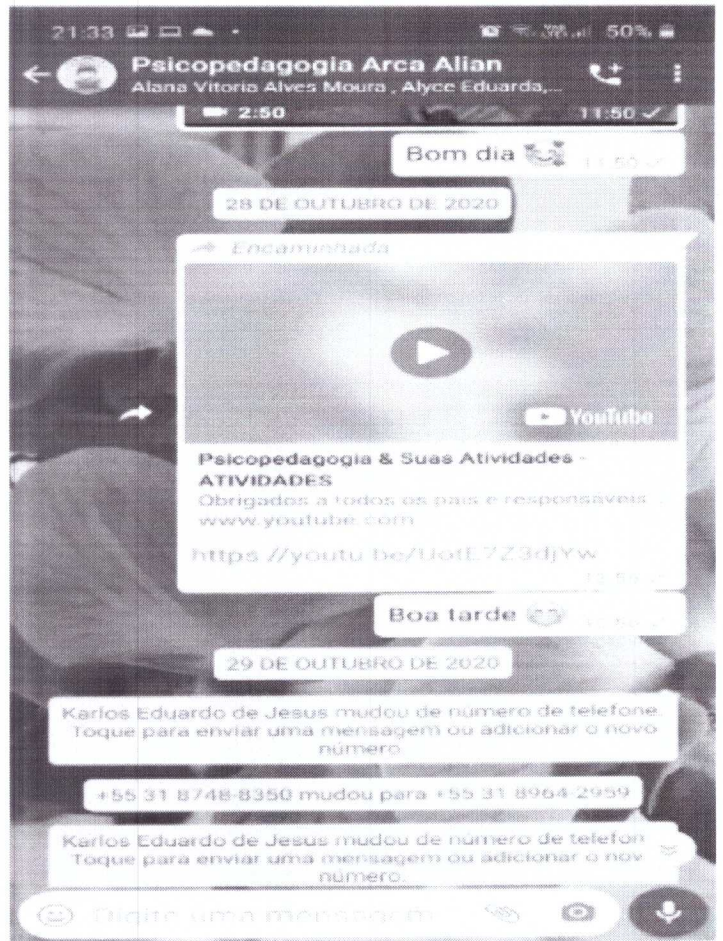 21:33 50%
Psicopedagogia Arca Alian
Alana Vitoria Alves Moura , Alyce Eduarda,...
2:50 11:50
Bom dia 11:50
28 DE OUTUBRO DE 2020
Encaminhada
YouTube
Psicopedagogia & Suas Atividades -
ATIVIDADES
Obrigados a todos os pais e responsáveis
www.youtube.com
https://youtu.be/UotE7Z3djYw
Boa tarde
29 DE OUTUBRO DE 2020
Karlos Eduardo de Jesus mudou de número de telefone.
Toque para enviar uma mensagem ou adicionar o novo
número.
+55 31 8748-8350 mudou para +55 31 8964-2959
Karlos Eduardo de Jesus mudou de número de telefon
Toque para enviar uma mensagem ou adicionar o nov
número.
Digite uma mensagem